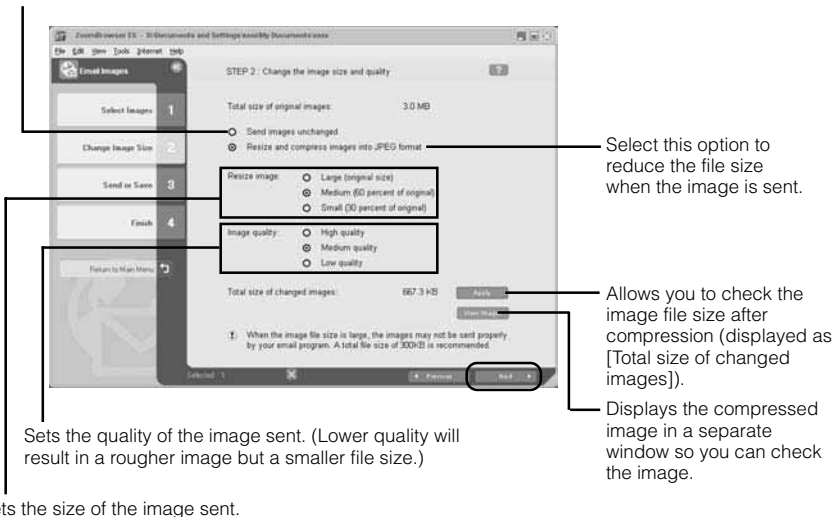 ZoomBrowser EX - D:\Documents and Settings\
File Edit View Tools Internet Help
Email Images
Select Images 1
Change Image Size 2
Send or Save 3
Finish 4
Return to Main Menu
STEP 2 : Change the image size and quality
?
Total size of original images: 3.0 MB
Send images unchanged
Resize and compress images into JPEG format
Resize image: Large (original size)
Medium (60 percent of original)
Small (30 percent of original)
Image quality: High quality
Medium quality
Low quality
Total size of changed images: 667.3 KB Apply
View Image
When the image file size is large, the images may not be sent properly
by your email program. A total file size of 300KB is recommended.
Selected: 1
Previous Next
Select this option to
reduce the file size
when the image is sent.
Allows you to check the
image file size after
compression (displayed as
[Total size of changed
images]).
Displays the compressed
image in a separate
window so you can check
the image.
Sets the quality of the image sent. (Lower quality will
result in a rougher image but a smaller file size.)
ts the size of the image sent.